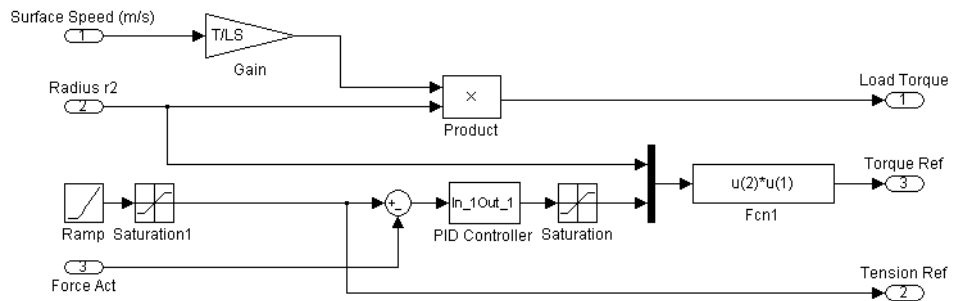 Surface Speed (m/s)
1
T/LS
Gain
Radius r2
2
×
Product
Load Torque
1
u(2)*u(1)
Fcn1
Torque Ref
3
Ramp
Saturation1
+
_
In_1Out_1
PID Controller
Saturation
3
Force Act
Tension Ref
2